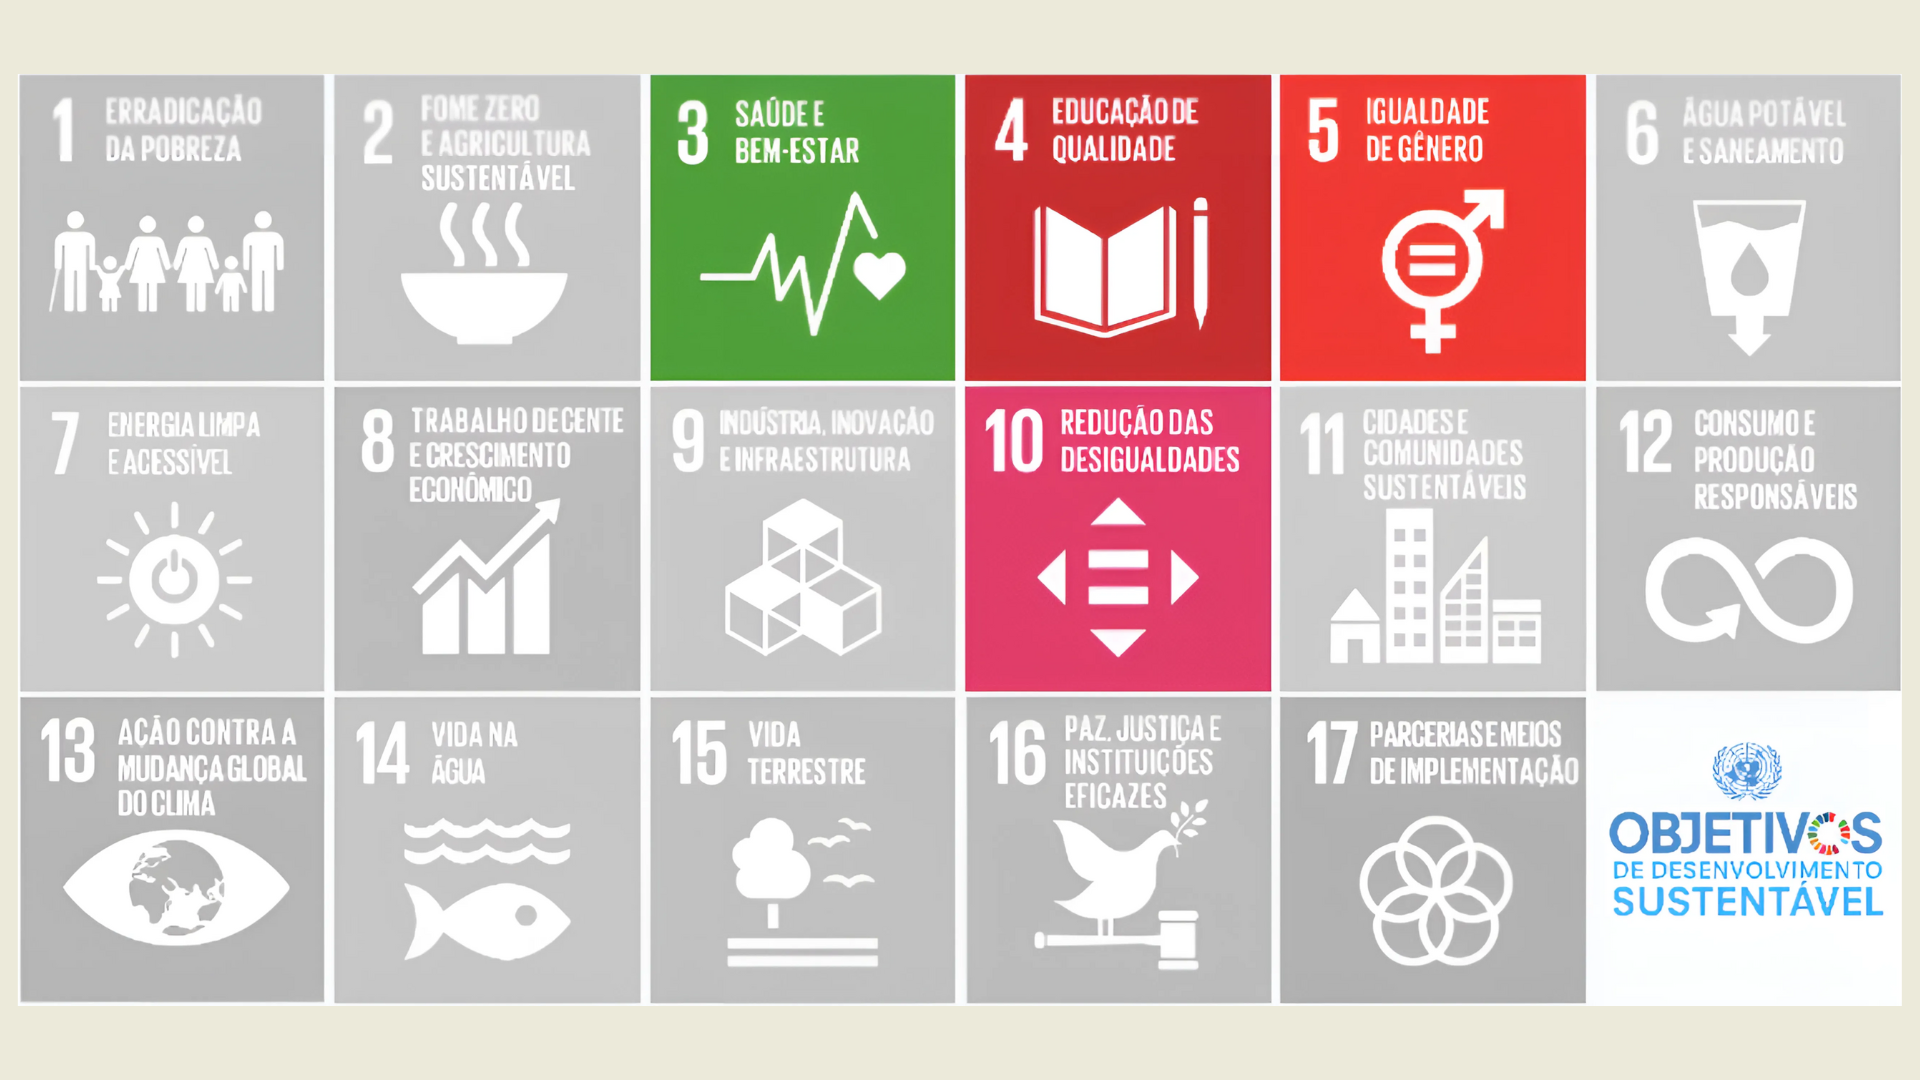 1 ERRADICAÇÃO
DA POBREZA
2 FOME ZERO
E AGRICULTURA
SUSTENTÁVEL
3 SAÚDE E
BEM-ESTAR
4 EDUCAÇÃO DE
QUALIDADE
5 IGUALDADE
DE GÊNERO
6 ÁGUA POTÁVEL
E SANEAMENTO
7 ENERGIA LIMPA
E ACESSÍVEL
8 TRABALHO DECENTE
E CRESCIMENTO
ECONÔMICO
9 INDÚSTRIA, INOVAÇÃO
E INFRAESTRUTURA
10 REDUÇÃO DAS
DESIGUALDADES
11 CIDADES E
COMUNIDADES
SUSTENTÁVEIS
12 CONSUMO E
PRODUÇÃO
RESPONSÁVEIS
13 AÇÃO CONTRA A
MUDANÇA GLOBAL
DO CLIMA
14 VIDA NA
ÁGUA
15 VIDA
TERRESTRE
16 PAZ, JUSTIÇA E
INSTITUIÇÕES
EFICAZES
17 PARCERIAS E MEIOS
DE IMPLEMENTAÇÃO
OBJETIVOS
DE DESENVOLVIMENTO
SUSTENTÁVEL